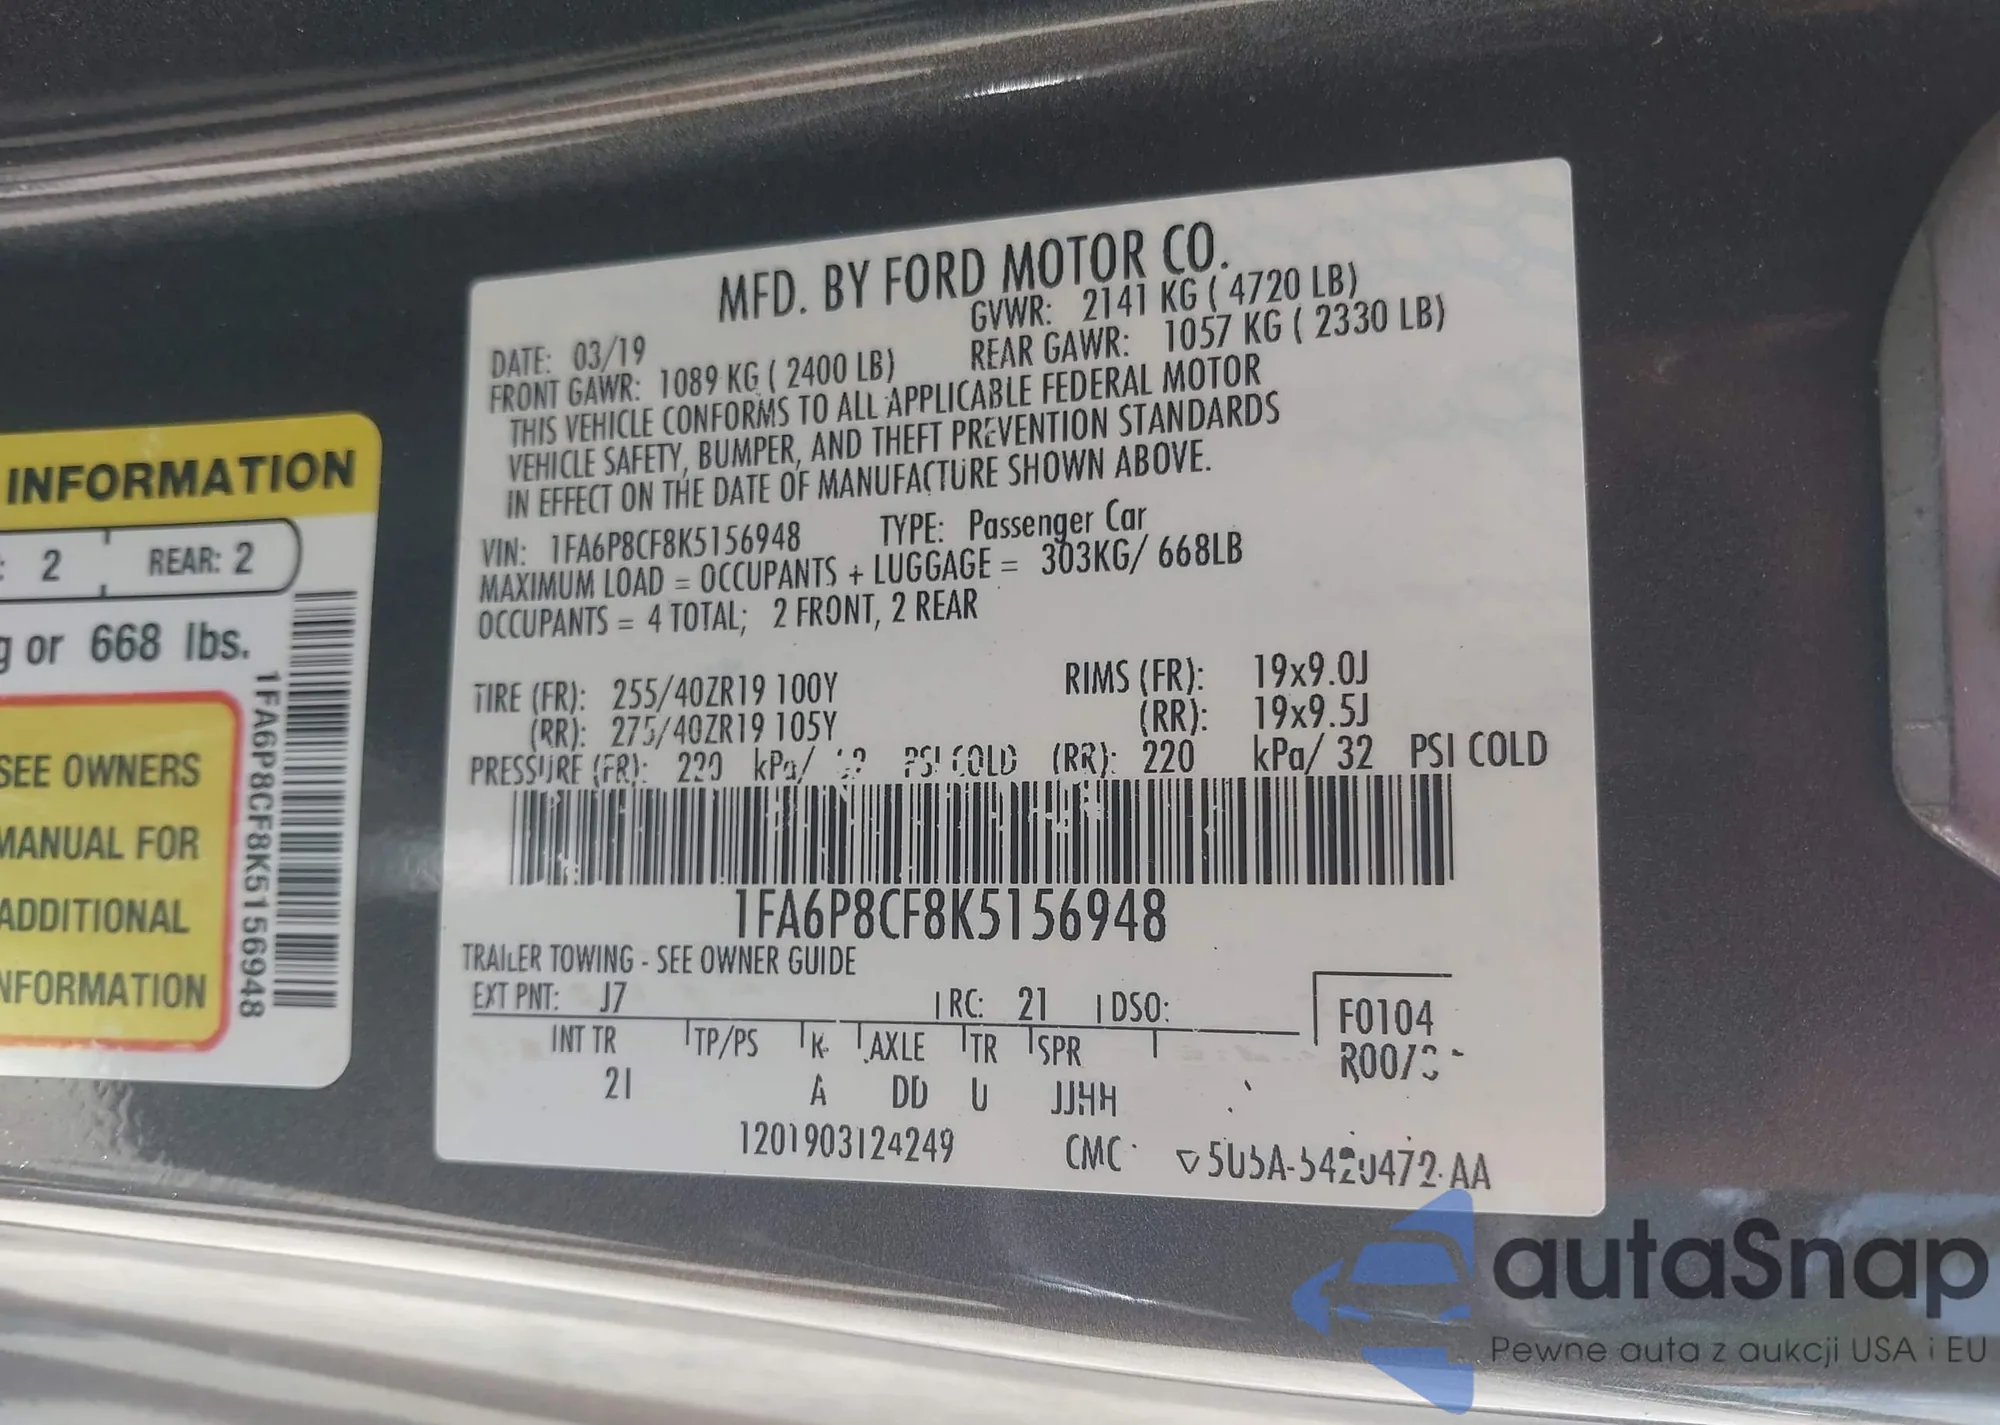 INFORMATION
: 2 REAR: 2
g or 668 lbs.
SEE OWNERS
MANUAL FOR
ADDITIONAL
INFORMATION
1FA6P8CF8K5156948
MFD. BY FORD MOTOR CO.
DATE: 03/19 GVWR: 2141 KG ( 4720 LB)
FRONT GAWR: 1089 KG ( 2400 LB) REAR GAWR: 1057 KG ( 2330 LB)
THIS VEHICLE CONFORMS TO ALL APPLICABLE FEDERAL MOTOR
VEHICLE SAFETY, BUMPER, AND THEFT PREVENTION STANDARDS
IN EFFECT ON THE DATE OF MANUFACTURE SHOWN ABOVE.
VIN: 1FA6P8CF8K5156948 TYPE: Passenger Car
MAXIMUM LOAD = OCCUPANTS + LUGGAGE = 303KG/ 668LB
OCCUPANTS = 4 TOTAL; 2 FRONT, 2 REAR
TIRE (FR): 255/40ZR19 100Y RIMS (FR): 19x9.0J
(RR): 275/40ZR19 105Y (RR): 19x9.5J
PRESSURE (FR): 220 kPa/ PSI COLD (RR): 220 kPa/ 32 PSI COLD
1FA6P8CF8K5156948
TRAILER TOWING - SEE OWNER GUIDE
EXT PNT: J7 RC: 21 DSO: F0104
INT TR TP/PS R AXLE TR SPR
21 A DD U JJHH
1201903124249 CMC
autaSnap
Pewne auta z aukcji USA i EU